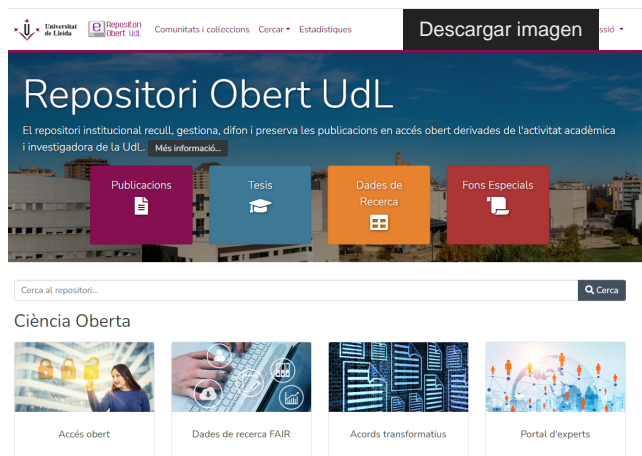 Universitat
de Lleida
Repositori
Obert UdL
Comunitats i colleccions Cercar Estadístiques
Descargar imagen
ssió
Repositori Obert UdL
El repositori institucional recull, gestiona, difon i preserva les publicacions en accés obert derivades de l'activitat acadèmica
i investigadora de la UdL. Més informació...
Publicacions
Tesis
Dades de
Recerca
Fons Especials
Cerca al repositori...
Cerca
Ciència Oberta
Accés obert
Dades de recerca FAIR
Acords transformatius
Portal d'experts